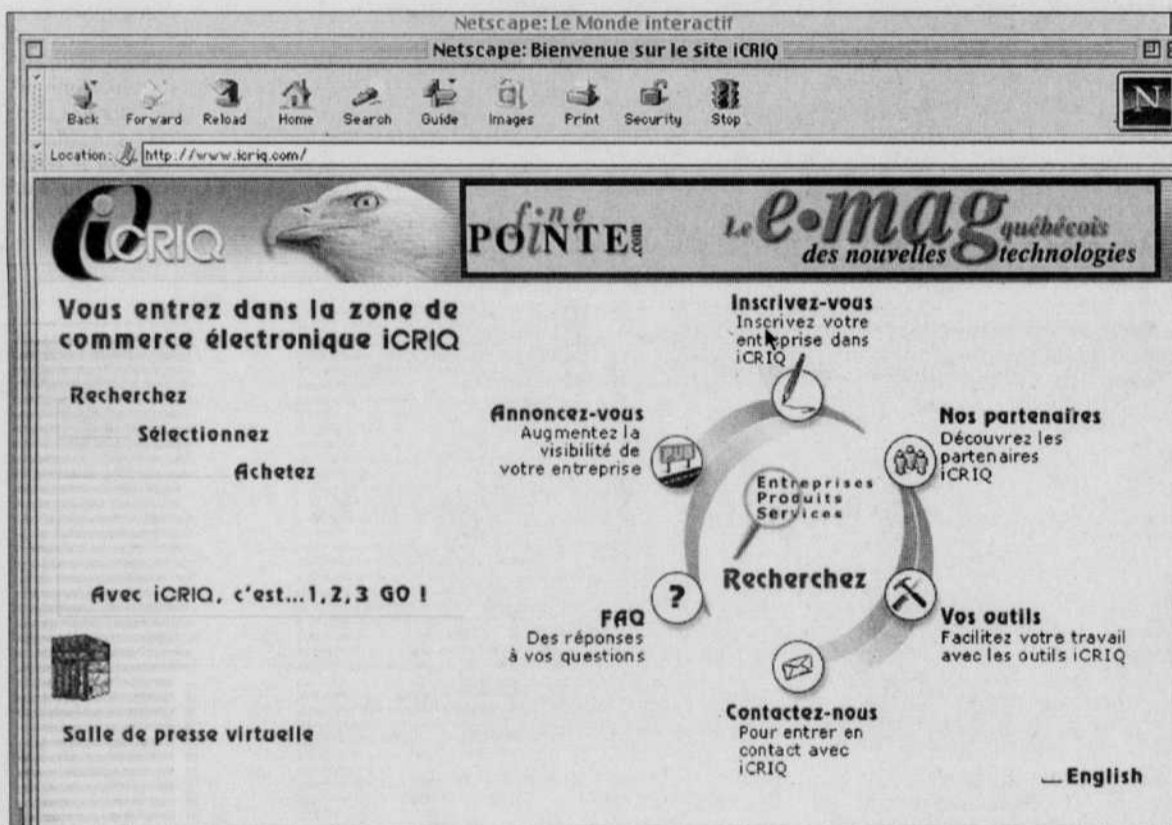 Netscape: Le Monde interactif
Netscape: Bienvenue sur le site iCRIQ
Back Forward Reload Home Search Guide Images Print Security Stop
N
Location: http://www.icriq.com/
iCRIQ
fine
POiNTE.com
Le e•mag québécois
des nouvelles technologies
Vous entrez dans la zone de
commerce électronique iCRIQ
Recherchez
Sélectionnez
Achetez
Avec iCRIQ, c'est...1,2,3 GO !
Salle de presse virtuelle
Inscrivez-vous
Inscrivez votre
entreprise dans
iCRIQ
Annoncez-vous
Augmentez la
visibilité de
votre entreprise
Nos partenaires
Découvrez les
partenaires
iCRIQ
Entreprises
Produits
Services
Recherchez
?
FAQ
Des réponses
à vos questions
Vos outils
Facilitez votre travail
avec les outils iCRIQ
Contactez-nous
Pour entrer en
contact avec
iCRIQ
English